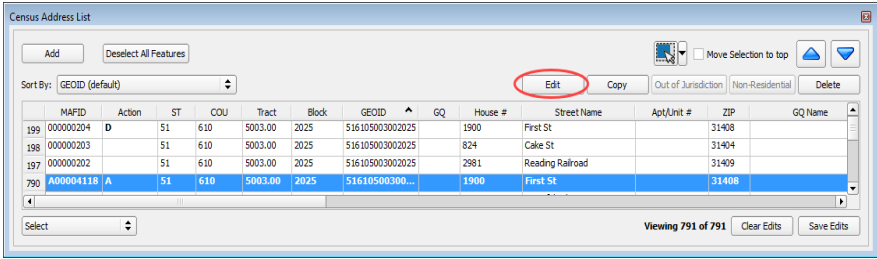 Census Address List
Add Deselect All Features Move Selection to top
Sort By: GEOID (default) Edit Copy Out of Jurisdiction Non-Residential Delete
MAFID Action ST COU Tract Block GEOID GQ House # Street Name Apt/Unit # ZIP GQ Name
199 000000204 D 51 610 5003.00 2025 516105003002025 1900 First St 31408
198 000000203 51 610 5003.00 2025 516105003002025 824 Cake St 31404
197 000000202 51 610 5003.00 2025 516105003002025 2981 Reading Railroad 31409
790 A00004118 A 51 610 5003.00 2025 51610500300... 1900 First St 31408
Select Viewing 791 of 791 Clear Edits Save Edits